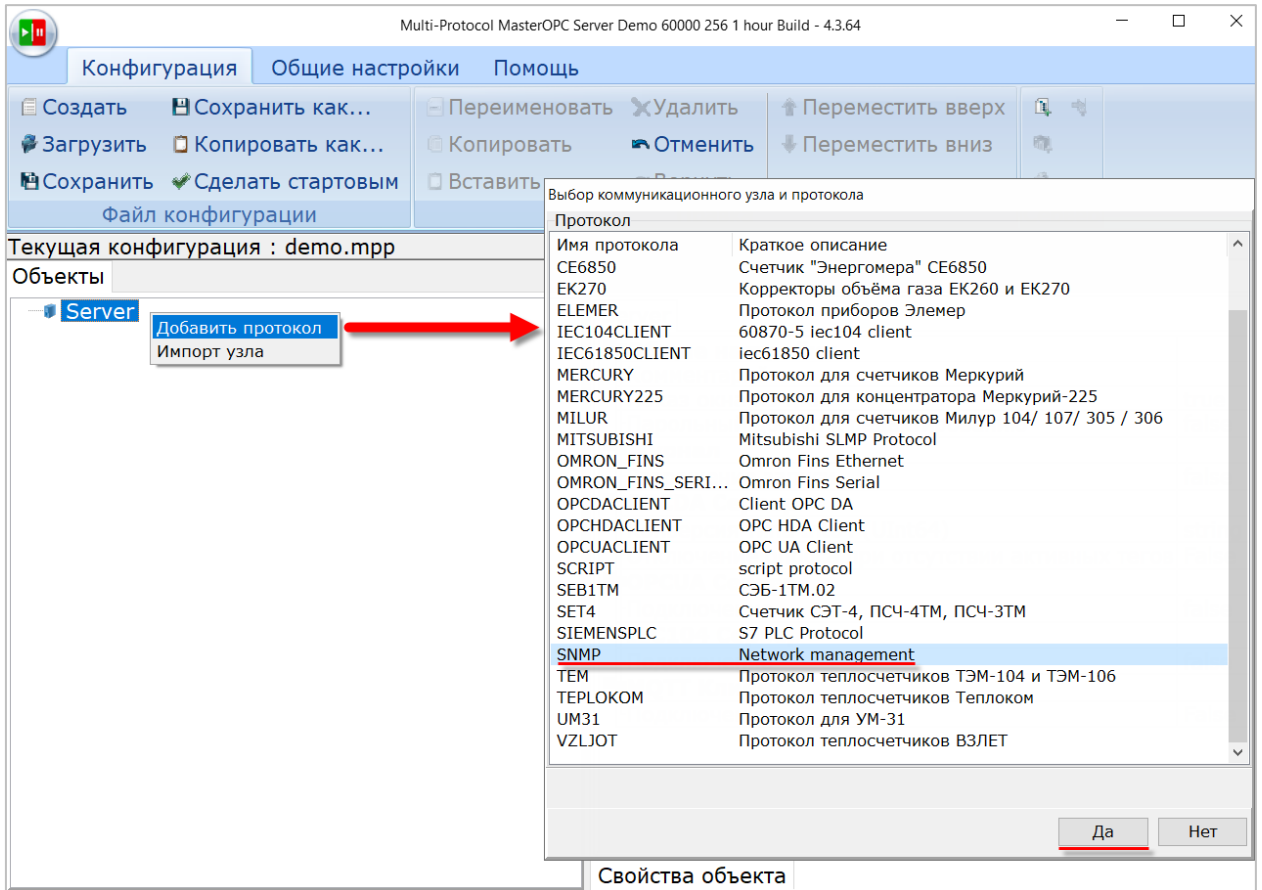 Multi-Protocol MasterOPC Server Demo 60000 256 1 hour Build - 4.3.64
Конфигурация Общие настройки Помощь
Создать Сохранить как... Переименовать Удалить Переместить вверх
Загрузить Копировать как... Копировать Отменить Переместить вниз
Сохранить Сделать стартовым Вставить
Файл конфигурации
Текущая конфигурация : demo.mpp
Объекты
Server
Добавить протокол
Импорт узла
Выбор коммуникационного узла и протокола
Протокол
Имя протокола Краткое описание
CE6850 Счетчик "Энергомера" CE6850
EK270 Корректоры объёма газа EK260 и EK270
ELEMER Протокол приборов Элемер
IEC104CLIENT 60870-5 iec104 client
IEC61850CLIENT iec61850 client
MERCURY Протокол для счетчиков Меркурий
MERCURY225 Протокол для концентратора Меркурий-225
MILUR Протокол для счетчиков Милур 104/ 107/ 305 / 306
MITSUBISHI Mitsubishi SLMP Protocol
OMRON_FINS Omron Fins Ethernet
OMRON_FINS_SERI... Omron Fins Serial
OPCDACLIENT Client OPC DA
OPCHDACLIENT OPC HDA Client
OPCUACLIENT OPC UA Client
SCRIPT script protocol
SEB1TM СЭБ-1ТМ.02
SET4 Счетчик СЭТ-4, ПСЧ-4ТМ, ПСЧ-3ТМ
SIEMENSPLC S7 PLC Protocol
SNMP Network management
TEM Протокол теплосчетчиков ТЭМ-104 и ТЭМ-106
TEPLOKOM Протокол теплосчетчиков Теплоком
UM31 Протокол для УМ-31
VZLJOT Протокол теплосчетчиков ВЗЛЕТ
Да Нет
Свойства объекта